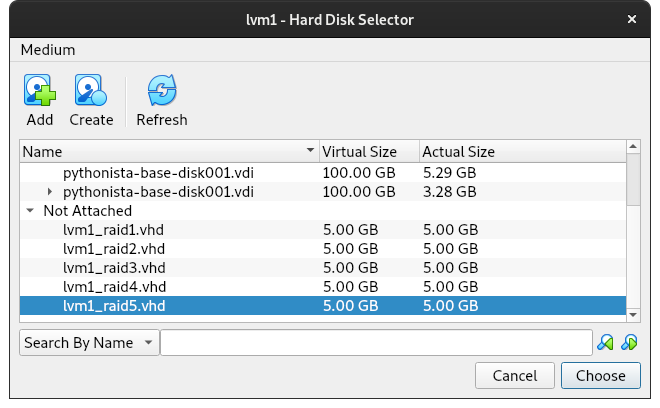 lvm1 - Hard Disk Selector
Medium
Add Create Refresh
Name Virtual Size Actual Size
pythonista-base-disk001.vdi 100.00 GB 5.29 GB
pythonista-base-disk001.vdi 100.00 GB 3.28 GB
Not Attached
lvm1_raid1.vhd 5.00 GB 5.00 GB
lvm1_raid2.vhd 5.00 GB 5.00 GB
lvm1_raid3.vhd 5.00 GB 5.00 GB
lvm1_raid4.vhd 5.00 GB 5.00 GB
lvm1_raid5.vhd 5.00 GB 5.00 GB
Search By Name
Cancel Choose